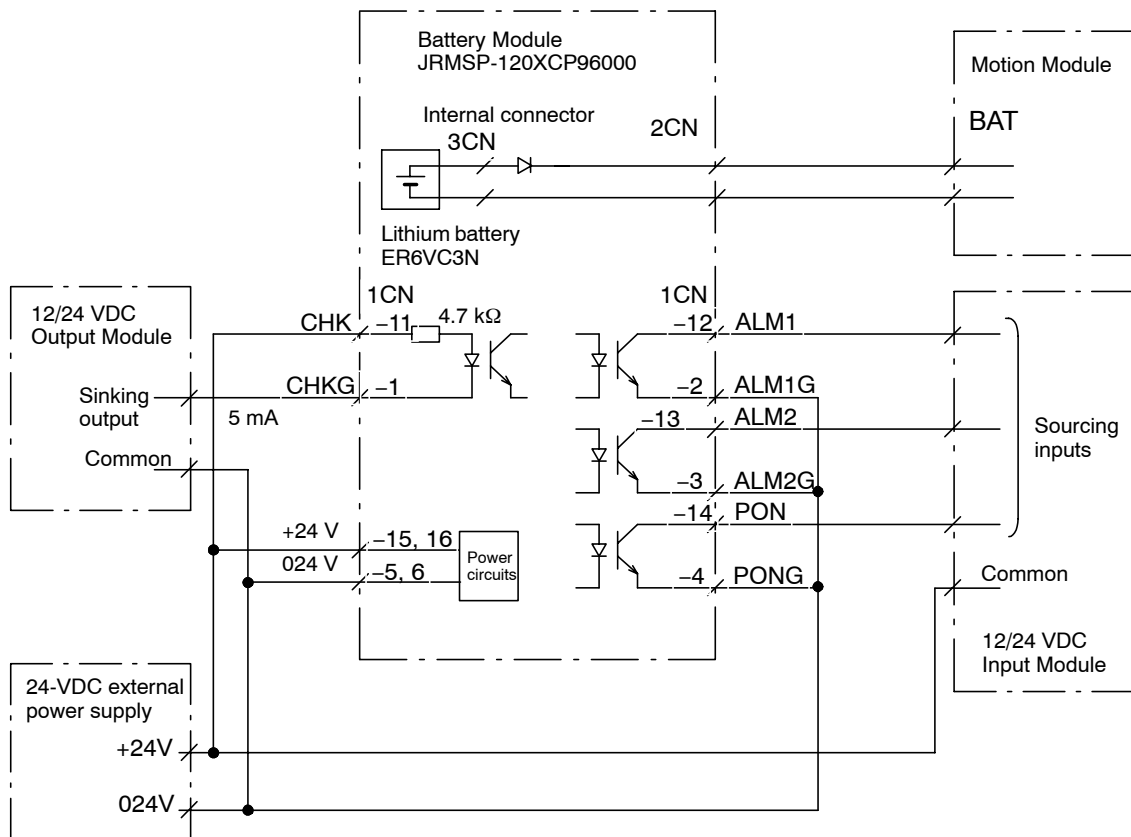 Battery Module
JRMSP-120XCP96000
Motion Module
Internal connector
3CN
2CN
BAT
Lithium battery
ER6VC3N
12/24 VDC
Output Module
1CN
1CN
CHK
−11
4.7 kΩ
−12
ALM1
Sinking
output
CHKG
−1
−2
ALM1G
5 mA
−13
ALM2
Sourcing
inputs
Common
−3
ALM2G
−14
PON
+24 V
−15, 16
024 V
−5, 6
Power
circuits
−4
PONG
Common
12/24 VDC
Input Module
24-VDC external
power supply
+24V
024V